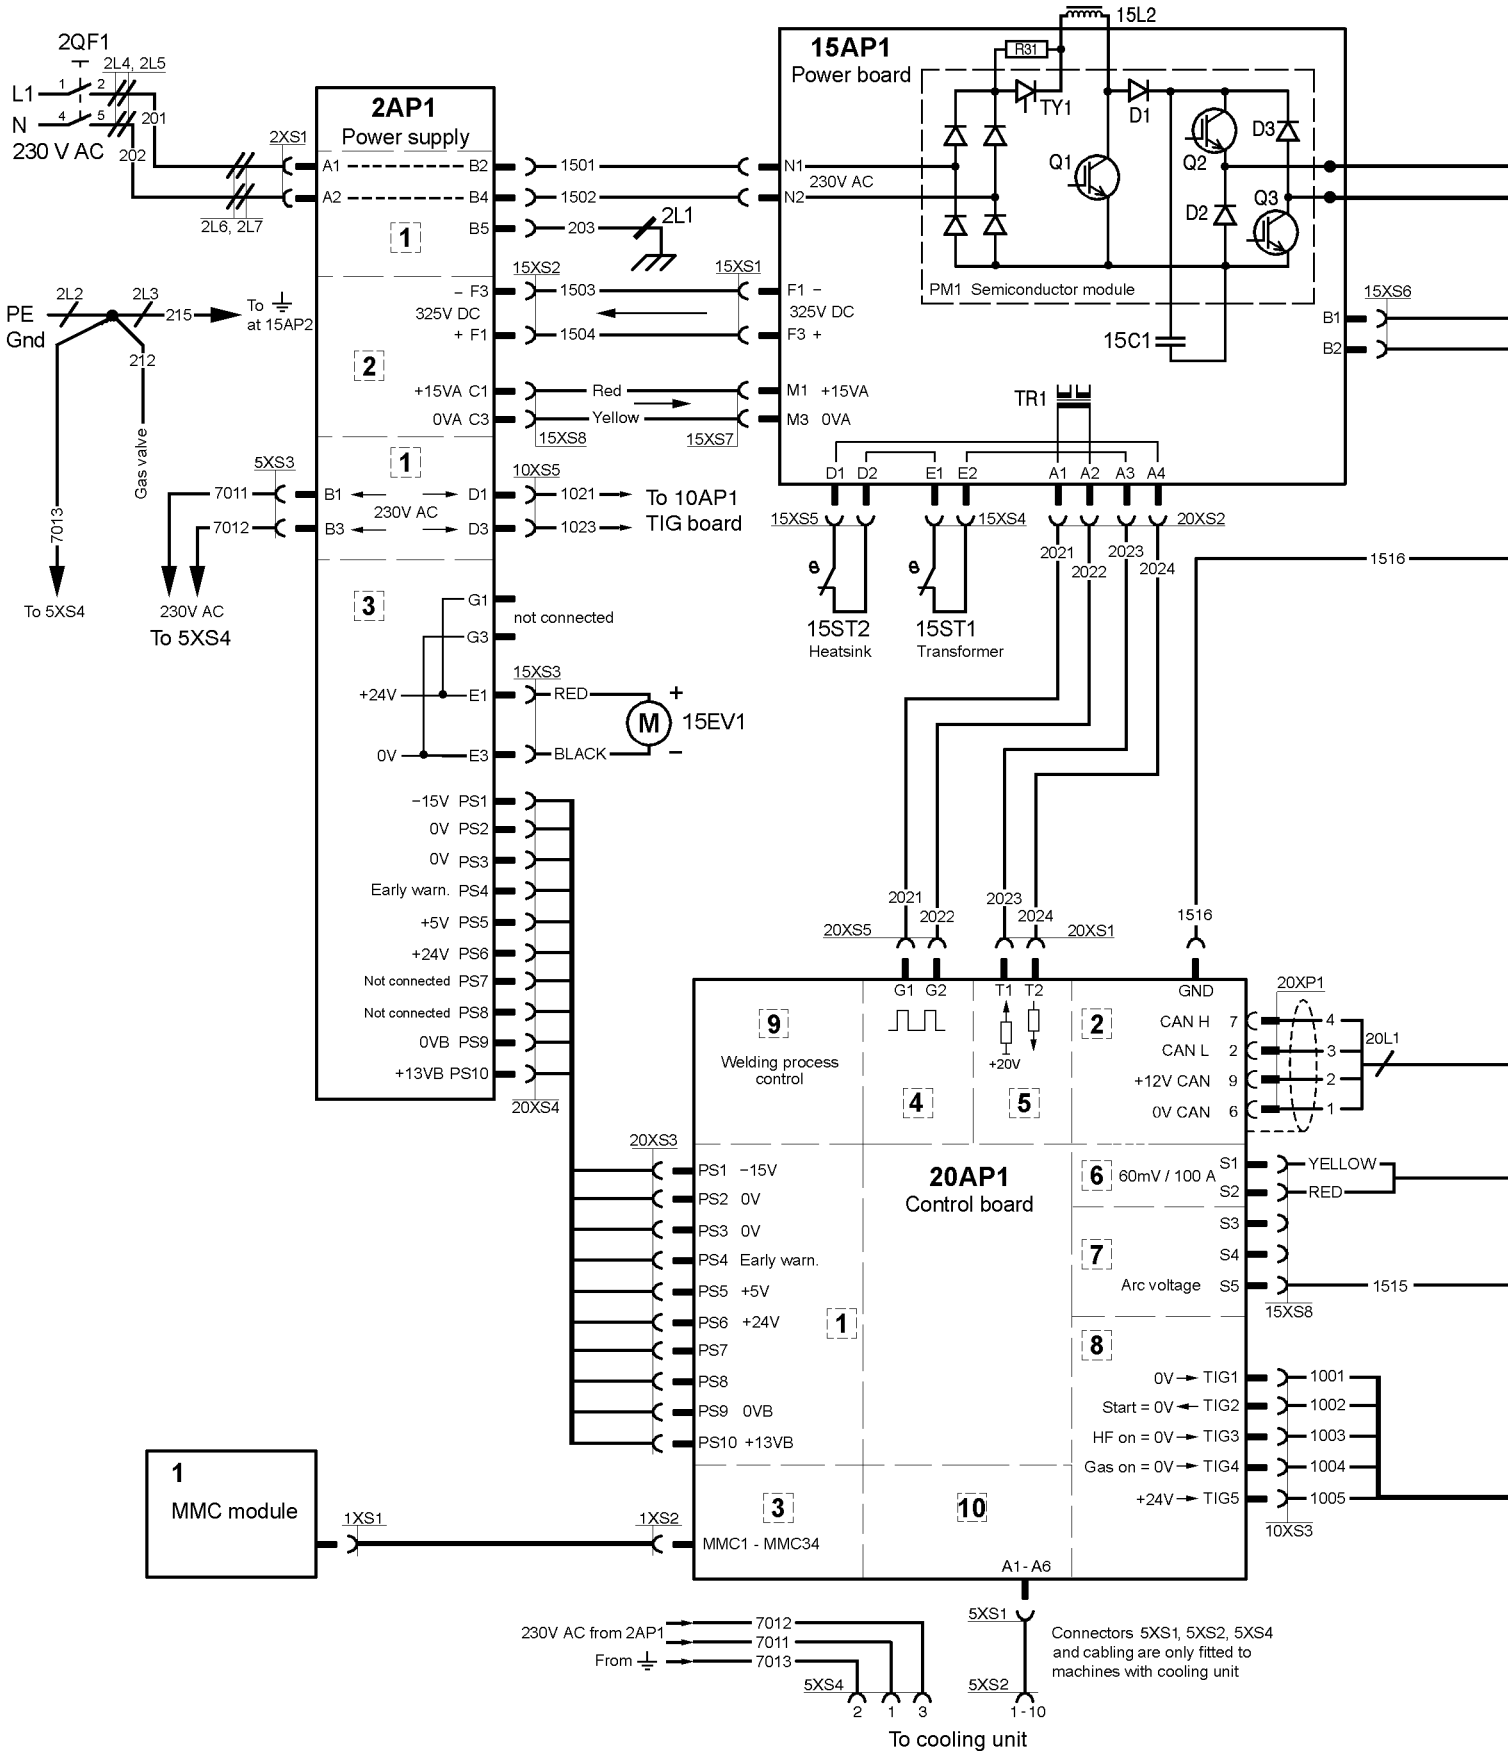 2QF1
2L4, 2L5
L1
1
2
N
4
5
201
202
230 V AC
2XS1
2L6, 2L7
2AP1
Power supply
A1
B2
A2
B4
1
B5
1501
1502
203
2L1
15L2
15AP1
Power board
R31
TY1
D1
D3
Q1
Q2
D2
Q3
N1
230V AC
N2
PM1 Semiconductor module
15C1
PE
Gnd
2L2
2L3
215
To
at 15AP2
212
Gas valve
7013
To 5XS4
15XS2
15XS1
– F3
1503
F1 –
325V DC
325V DC
+ F1
1504
F3 +
2
+15VA C1
Red
M1 +15VA
0VA C3
Yellow
M3 0VA
15XS8
15XS7
15XS6
B1
B2
TR1
D1
D2
E1
E2
A1
A2
A3
A4
15XS5
15XS4
20XS2
5XS3
1
10XS5
7011
B1
D1
1021
To 10AP1
230V AC
7012
B3
D3
1023
TIG board
230V AC
To 5XS4
2021
2022
2023
2024
1516
15ST2
Heatsink
15ST1
Transformer
3
G1
not connected
G3
15XS3
+24V
E1
RED
+
M
15EV1
0V
E3
BLACK
–
–15V PS1
0V PS2
0V PS3
Early warn. PS4
+5V PS5
+24V PS6
Not connected PS7
Not connected PS8
0VB PS9
+13VB PS10
20XS4
2021
2022
2023
2024
1516
20XS5
20XS1
G1
G2
T1
T2
GND
20XP1
9
Welding process
control
4
+20V
5
2
CAN H 7
4
CAN L 2
3
+12V CAN 9
2
0V CAN 6
1
20L1
20XS3
20AP1
Control board
PS1 –15V
PS2 0V
PS3 0V
PS4 Early warn.
PS5 +5V
PS6 +24V
PS7
PS8
PS9 0VB
PS10 +13VB
1
6
60mV / 100 A
S1
YELLOW
S2
RED
S3
7
S4
Arc voltage
S5
1515
15XS8
8
0V
TIG1
1001
Start = 0V
TIG2
1002
HF on = 0V
TIG3
1003
Gas on = 0V
TIG4
1004
+24V
TIG5
1005
10XS3
1
MMC module
1XS1
1XS2
3
MMC1 - MMC34
10
A1- A6
5XS1
Connectors 5XS1, 5XS2, 5XS4
and cabling are only fitted to
machines with cooling unit
7012
230V AC from 2AP1
7011
From
7013
5XS4
2
1
3
5XS2
1 - 10
To cooling unit